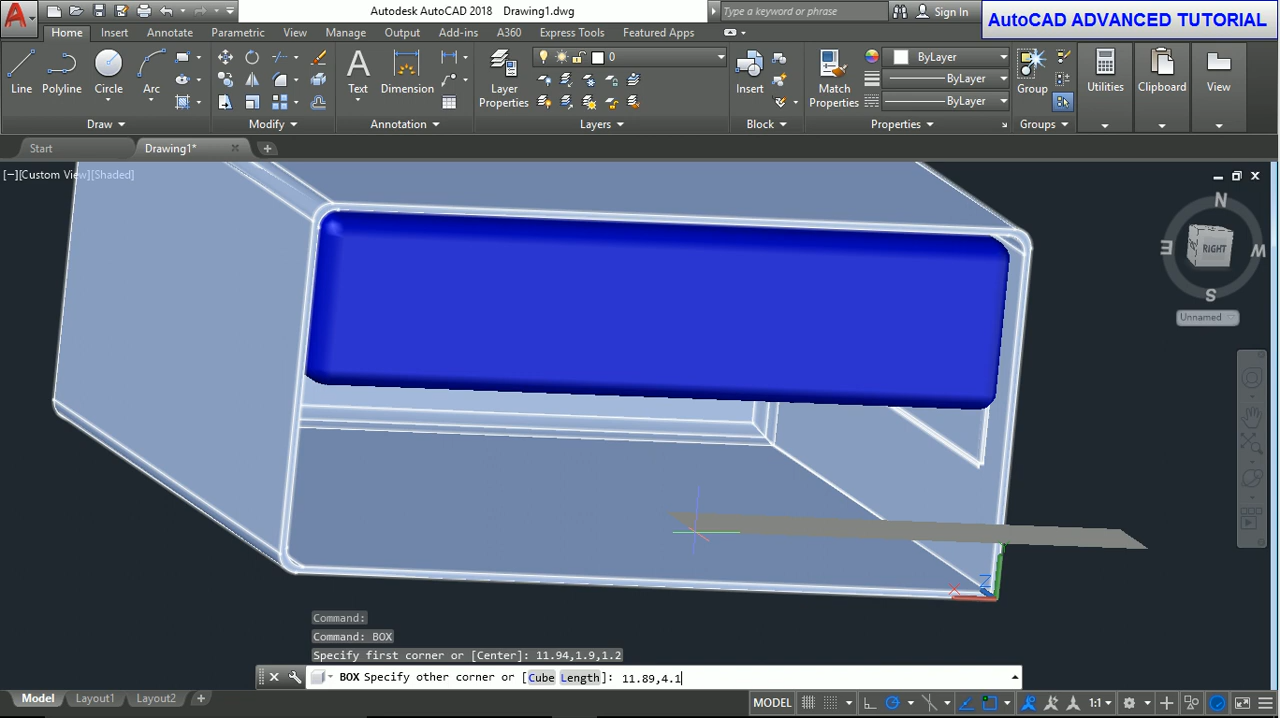 Autodesk AutoCAD 2018 Drawing1.dwg
Type a keyword or phrase
Sign In
AutoCAD ADVANCED TUTORIAL
Home Insert Annotate Parametric View Manage Output Add-ins A360 Express Tools Featured Apps
Line Polyline Circle Arc
Text Dimension
Layer Properties
0
Insert
Match Properties
ByLayer
ByLayer
ByLayer
Group
Utilities Clipboard View
Draw Modify Annotation Layers Block Properties Groups
Start Drawing1*
[−][Custom View][Shaded]
N
E RIGHT W
S
Unnamed
X Z
Command:
Command: BOX
Specify first corner or [Center]: 11.94,1.9,1.2
BOX Specify other corner or [Cube Length]: 11.89,4.1
Model Layout1 Layout2
MODEL 1:1